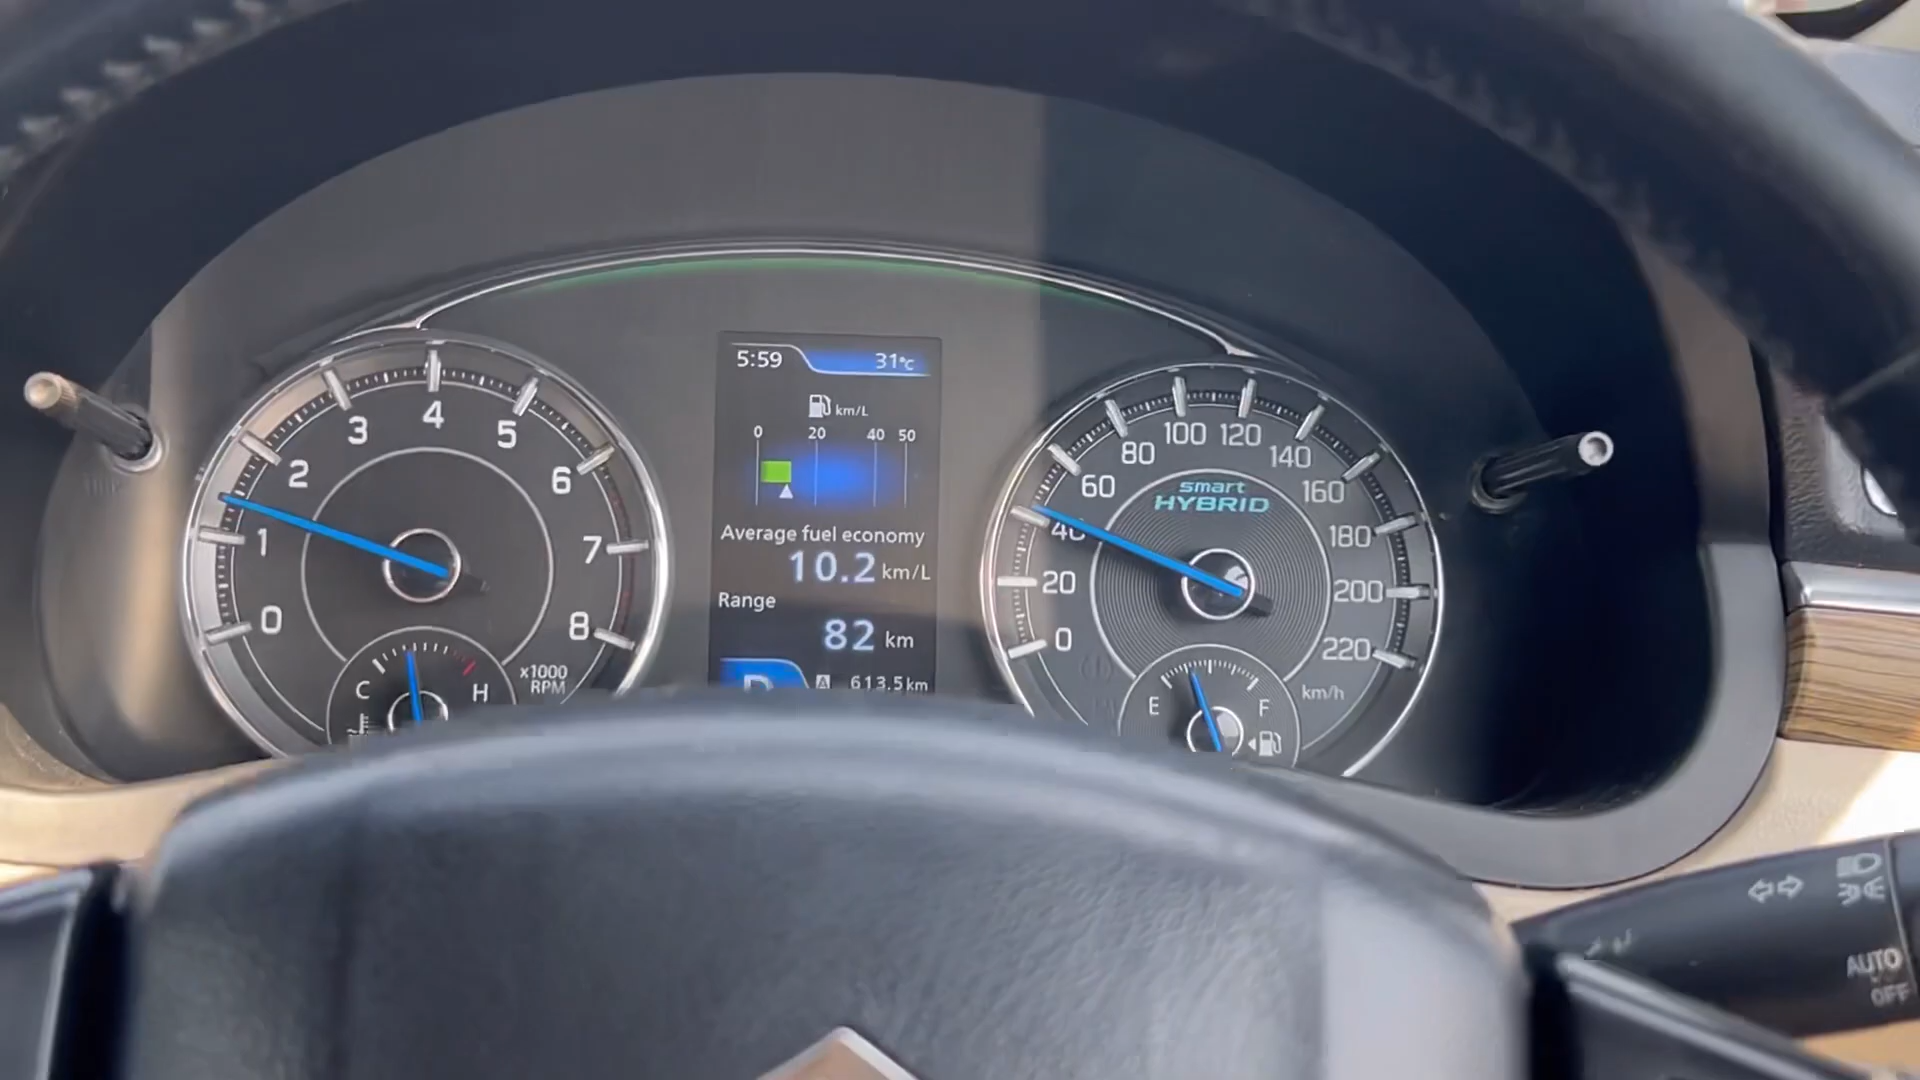 5:59 31°C
km/L
0 20 40 50
Average fuel economy
10.2 km/L
Range
82 km
A 613.5km
0 1 2 3 4 5 6 7 8
x1000
RPM
C H
0 20 40 60 80 100 120 140 160 180 200 220
smart
HYBRID
km/h
E F
AUTO
OFF